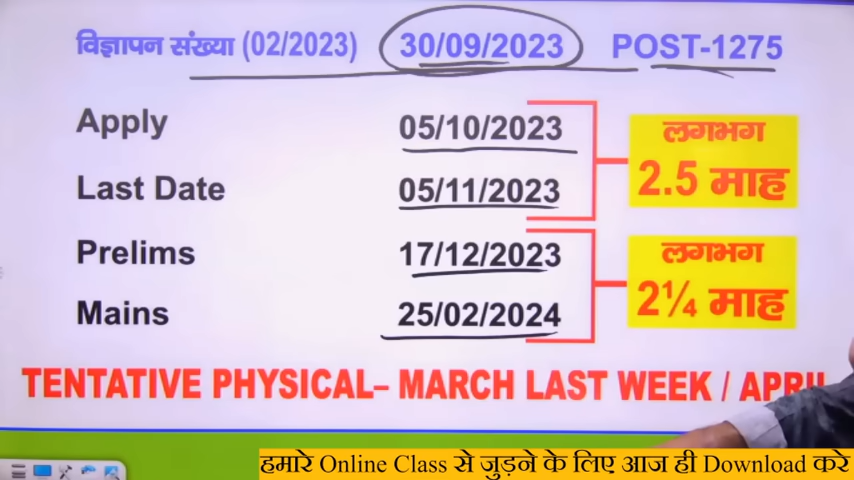 विज्ञापन संख्या (02/2023) 30/09/2023 POST-1275
Apply 05/10/2023
लगभग
2.5 माह
Last Date 05/11/2023
Prelims 17/12/2023
लगभग
2¼ माह
Mains 25/02/2024
TENTATIVE PHYSICAL– MARCH LAST WEEK / APRIL
हमारे Online Class से जुड़ने के लिए आज ही Download करे